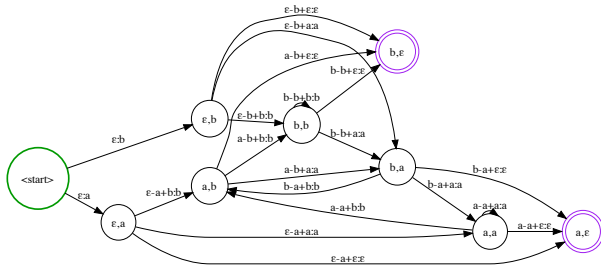 ε-b+ε:ε
ε-b+a:a
a-b+ε:ε
b,ε
b-b+ε:ε
b-b+b:b
ε-b+b:b
ε,b
b,b
ε:b
a-b+b:b
b-b+a:a
b,a
b-a+ε:ε
a-b+a:a
<start>
ε-a+b:b
a,b
b-a+b:b
b-a+a:a
ε:a
a-a+b:b
a-a+a:a
ε,a
a,a
a-a+ε:ε
a,ε
ε-a+a:a
ε-a+ε:ε